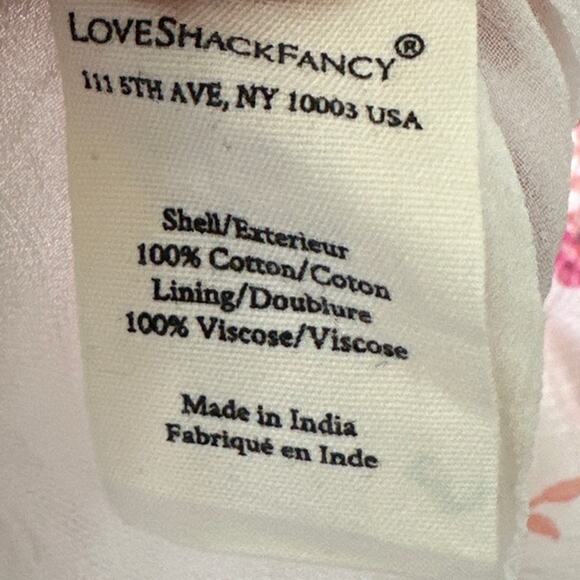 LOVESHACKFANCY®
111 5TH AVE, NY 10003 USA
Shell/Exterieur
100% Cotton/Coton
Lining/Doublure
100% Viscose/Viscose
Made in India
Fabriqué en Inde